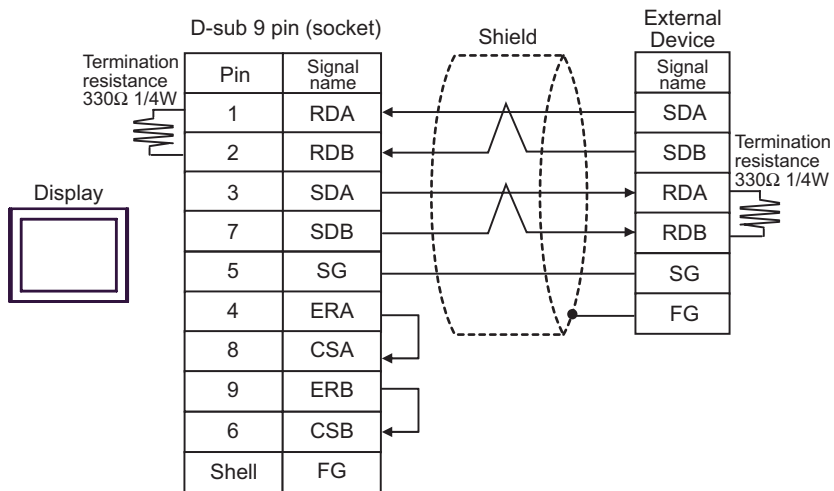 D-sub 9 pin (socket)
Shield
External
Device
Termination
resistance
330Ω 1/4W
Pin
Signal
name
Signal
name
1
RDA
SDA
2
RDB
SDB
Termination
resistance
330Ω 1/4W
3
SDA
RDA
Display
7
SDB
RDB
5
SG
SG
4
ERA
FG
8
CSA
9
ERB
6
CSB
Shell
FG